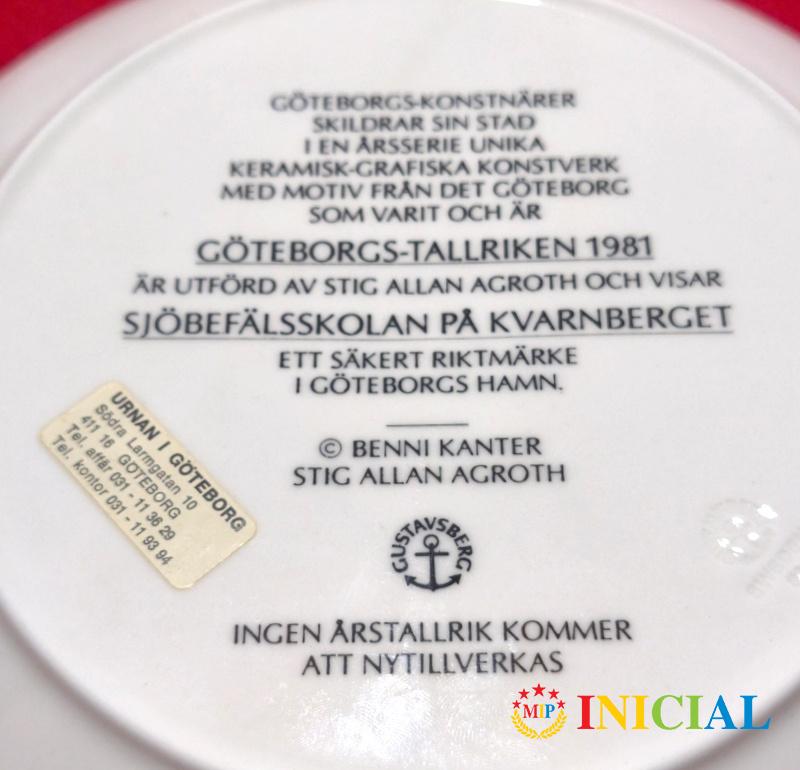 GÖTEBORGS-KONSTNÄRER
SKILDRAR SIN STAD
I EN ÅRSSERIE UNIKA
KERAMISK-GRAFISKA KONSTVERK
MED MOTIV FRÅN DET GÖTEBORG
SOM VARIT OCH ÄR
GÖTEBORGS-TALLRIKEN 1981
ÄR UTFÖRD AV STIG ALLAN AGROTH OCH VISAR
SJÖBEFÄLSSKOLAN PÅ KVARNBERGET
ETT SÄKERT RIKTMÄRKE
I GÖTEBORGS HAMN.
© BENNI KANTER
STIG ALLAN AGROTH
GUSTAVSBERG
INGEN ÅRSTALLRIK KOMMER
ATT NYTILLVERKAS
URNAN I GÖTEBORG
Södra Larmgatan 10
411 16 GÖTEBORG
Tel. affär 031 - 11 36 29
Tel. kontor 031 - 11 93 94
MIP INICIAL